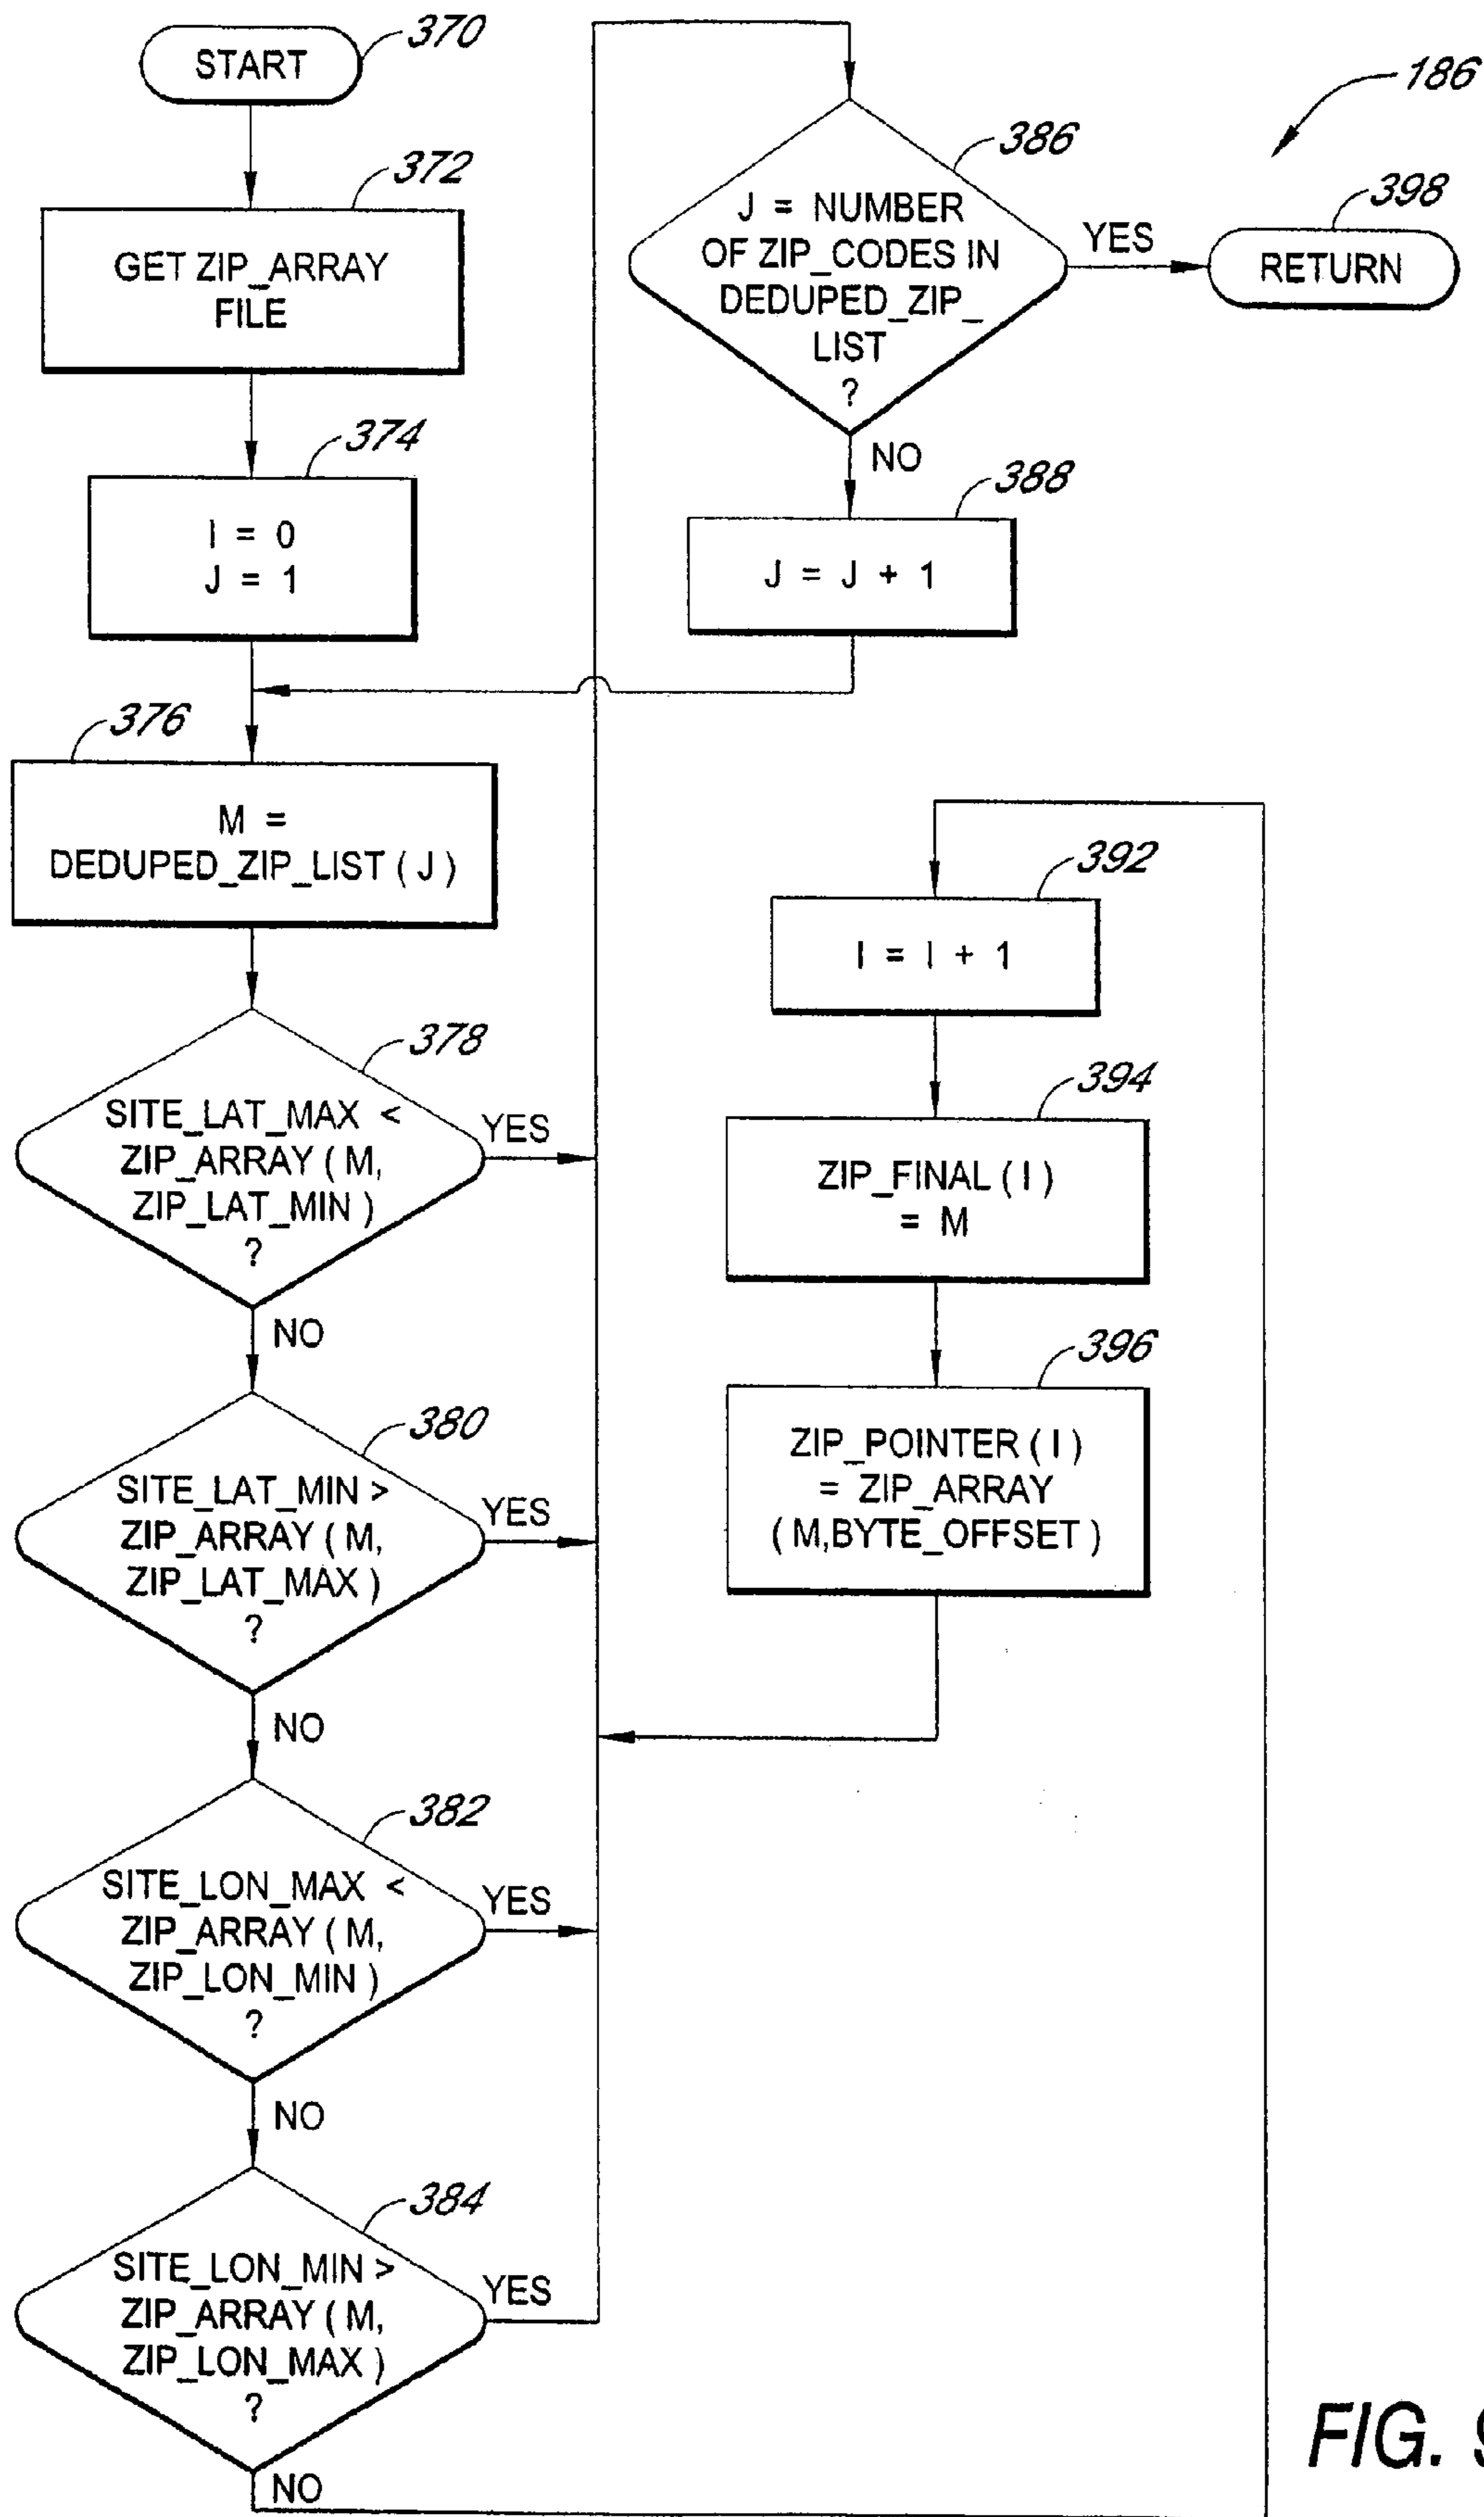 START
370
372
GET ZIP_ARRAY
FILE
374
I = 0
J = 1
376
M =
DEDUPED_ZIP_LIST ( J )
378
SITE_LAT_MAX <
ZIP_ARRAY ( M,
ZIP_LAT_MIN )
?
YES
NO
380
SITE_LAT_MIN >
ZIP_ARRAY ( M,
ZIP_LAT_MAX )
?
YES
NO
382
SITE_LON_MAX <
ZIP_ARRAY ( M,
ZIP_LON_MIN )
?
YES
NO
384
SITE_LON_MIN >
ZIP_ARRAY ( M,
ZIP_LON_MAX )
?
YES
NO
386
J = NUMBER
OF ZIP_CODES IN
DEDUPED_ZIP_
LIST
?
YES
NO
388
J = J + 1
392
I = I + 1
394
ZIP_FINAL ( I )
= M
396
ZIP_POINTER ( I )
= ZIP_ARRAY
( M,BYTE_OFFSET )
186
398
RETURN
FIG.